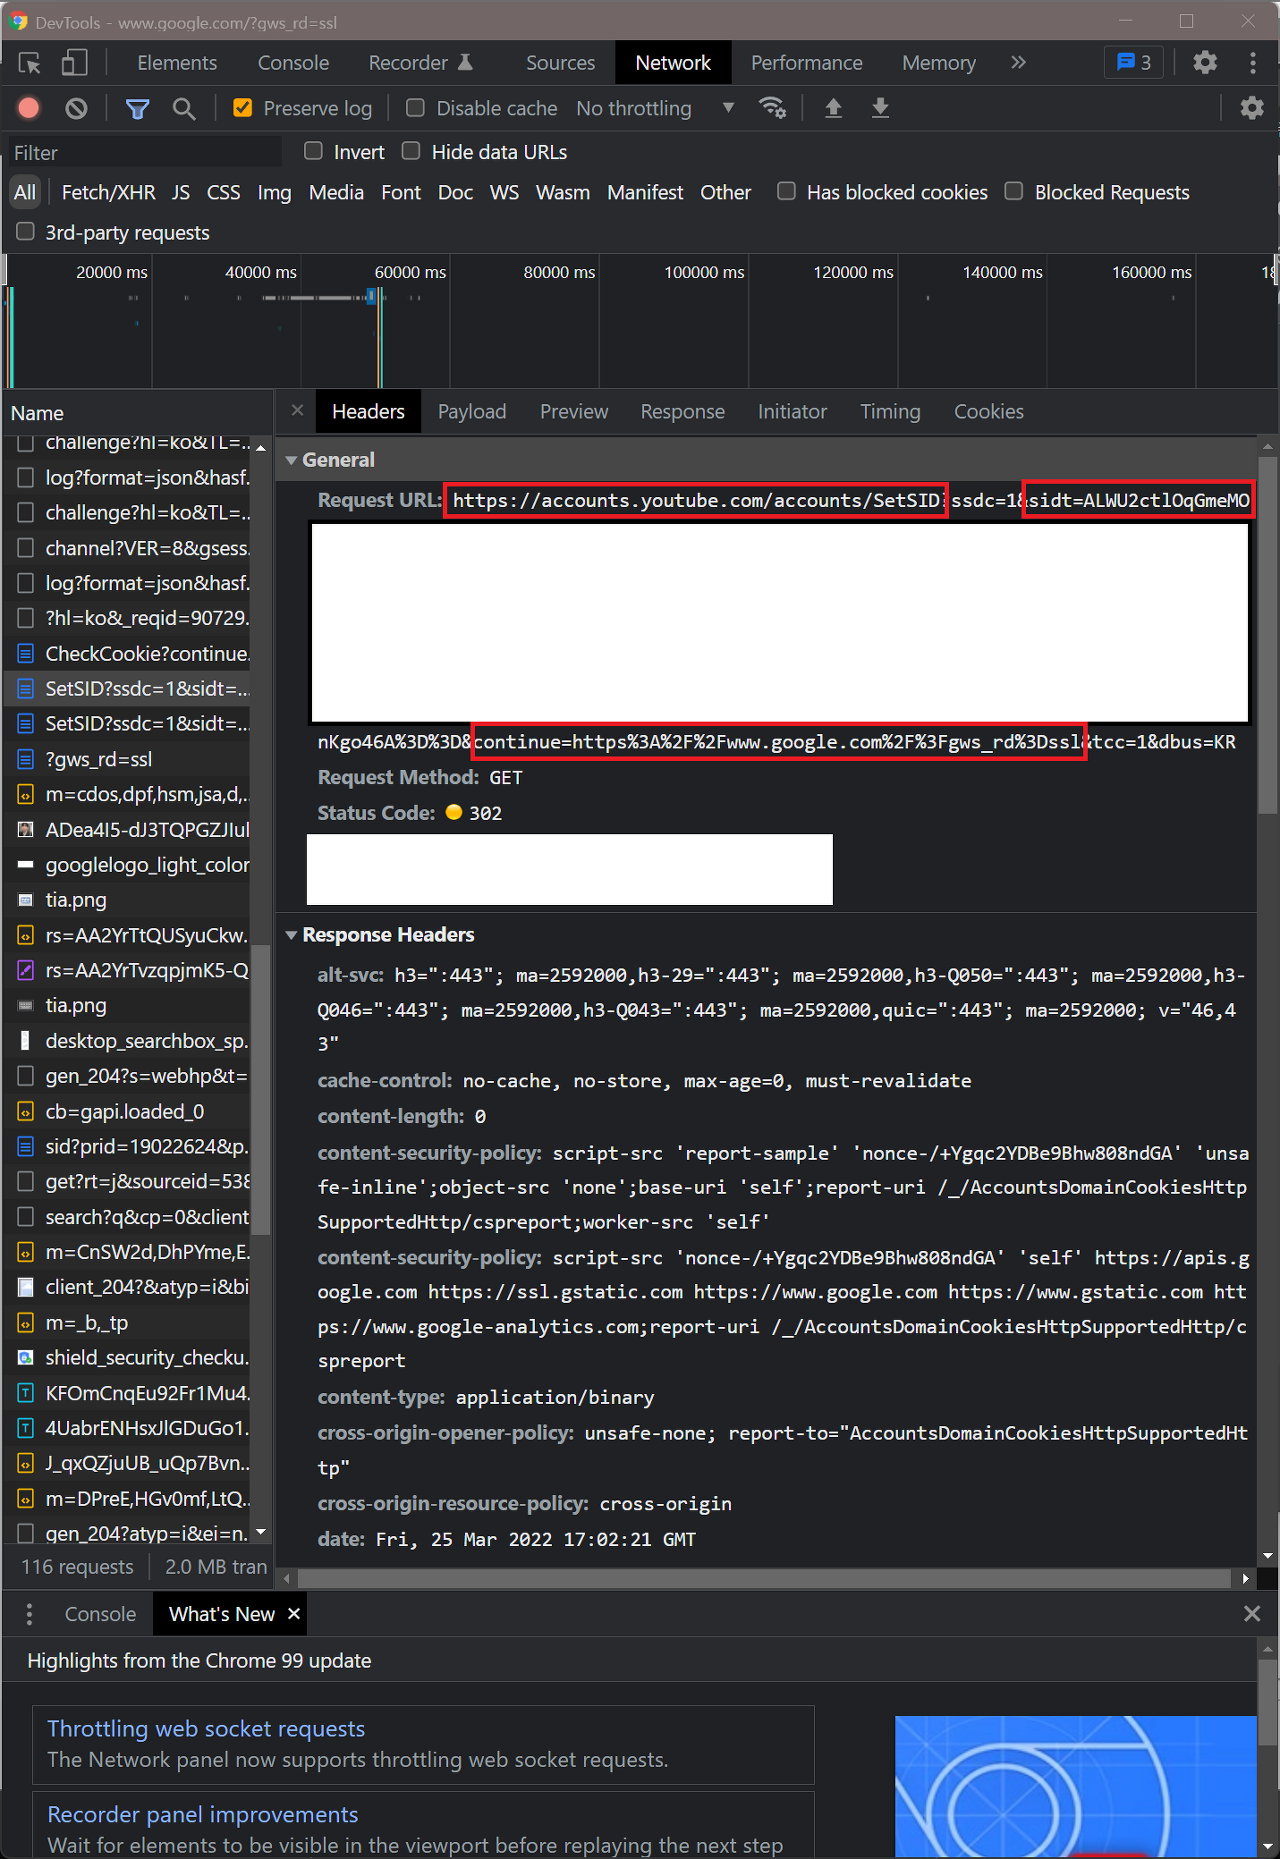 DevTools - www.google.com/?gws_rd=ssl
Elements Console Recorder Sources Network Performance Memory 3
Preserve log Disable cache No throttling
Filter Invert Hide data URLs
All Fetch/XHR JS CSS Img Media Font Doc WS Wasm Manifest Other Has blocked cookies Blocked Requests
3rd-party requests
20000 ms 40000 ms 60000 ms 80000 ms 100000 ms 120000 ms 140000 ms 160000 ms 18
Name
challenge?hl=ko&TL=...
log?format=json&hasf.
challenge?hl=ko&TL=...
channel?VER=8&gsess.
log?format=json&hasf.
?hl=ko&_reqid=90729.
CheckCookie?continue.
SetSID?ssdc=1&sidt=...
SetSID?ssdc=1&sidt=...
?gws_rd=ssl
m=cdos,dpf,hsm,jsa,d,..
ADea4I5-dJ3TQPGZJIul
googlelogo_light_color
tia.png
rs=AA2YrTtQUSyuCkw.
rs=AA2YrTvzqpjmK5-Q
tia.png
desktop_searchbox_sp.
gen_204?s=webhp&t=
cb=gapi.loaded_0
sid?prid=19022624&p.
get?rt=j&sourceid=538
search?q&cp=0&client
m=CnSW2d,DhPYme,E.
client_204?&atyp=i&bi
m=_b,_tp
shield_security_checku.
KFOmCnqEu92Fr1Mu4.
4UabrENHsxJlGDuGo1.
J_qxQZjuUB_uQp7Bvn..
m=DPreE,HGv0mf,LtQ..
gen_204?atyp=i&ei=n.
116 requests 2.0 MB tran
Headers Payload Preview Response Initiator Timing Cookies
General
Request URL: https://accounts.youtube.com/accounts/SetSID?ssdc=1&sidt=ALWU2ctlOqGmeMO
nKgo46A%3D%3D&continue=https%3A%2F%2Fwww.google.com%2F%3Fgws_rd%3Dssl&tcc=1&dbus=KR
Request Method: GET
Status Code: 302
Response Headers
alt-svc: h3=":443"; ma=2592000,h3-29=":443"; ma=2592000,h3-Q050=":443"; ma=2592000,h3-
Q046=":443"; ma=2592000,h3-Q043=":443"; ma=2592000,quic=":443"; ma=2592000; v="46,4
3"
cache-control: no-cache, no-store, max-age=0, must-revalidate
content-length: 0
content-security-policy: script-src 'report-sample' 'nonce-/+Ygqc2YDBe9Bhw808ndGA' 'unsa
fe-inline';object-src 'none';base-uri 'self';report-uri /_/AccountsDomainCookiesHttp
SupportedHttp/cspreport;worker-src 'self'
content-security-policy: script-src 'nonce-/+Ygqc2YDBe9Bhw808ndGA' 'self' https://apis.g
oogle.com https://ssl.gstatic.com https://www.google.com https://www.gstatic.com htt
ps://www.google-analytics.com;report-uri /_/AccountsDomainCookiesHttpSupportedHttp/c
spreport
content-type: application/binary
cross-origin-opener-policy: unsafe-none; report-to="AccountsDomainCookiesHttpSupportedHt
tp"
cross-origin-resource-policy: cross-origin
date: Fri, 25 Mar 2022 17:02:21 GMT
Console What's New
Highlights from the Chrome 99 update
Throttling web socket requests
The Network panel now supports throttling web socket requests.
Recorder panel improvements
Wait for elements to be visible in the viewport before replaying the next step